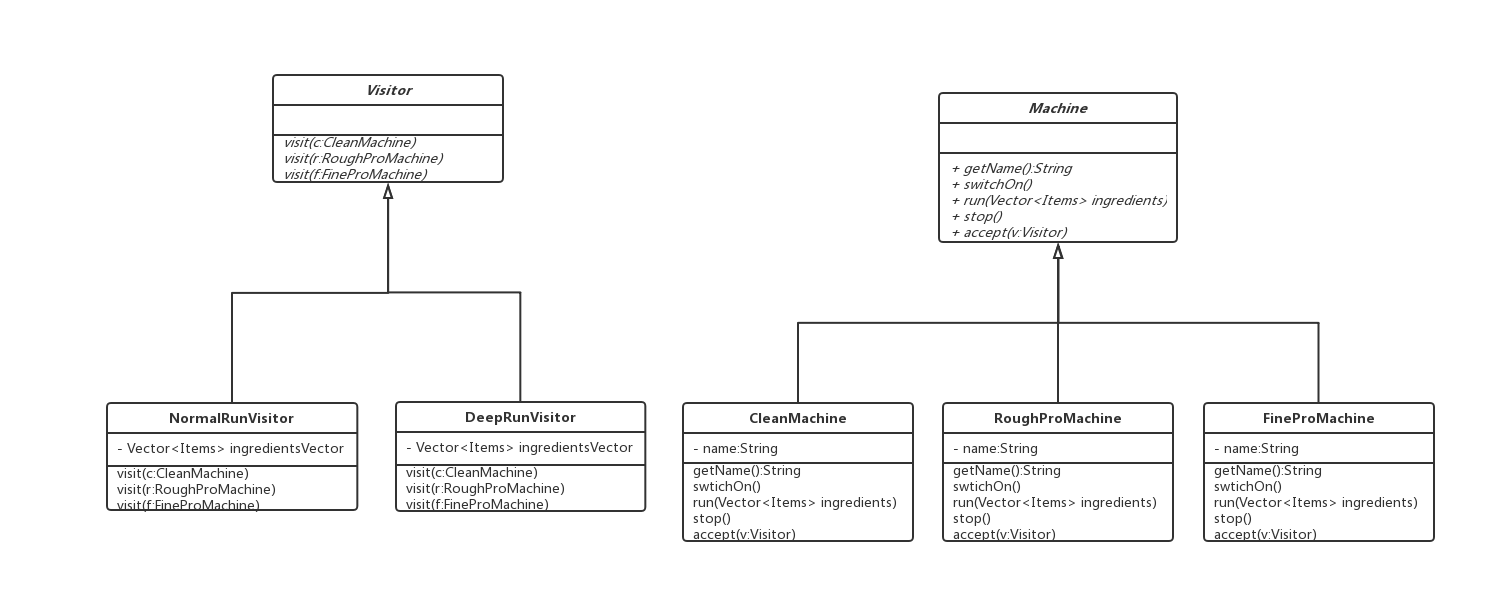 Visitor
visit(c:CleanMachine)
visit(r:RoughProMachine)
visit(f:FineProMachine)
Machine
+ getName():String
+ switchOn()
+ run(Vector<Items> ingredients)
+ stop()
+ accept(v:Visitor)
NormalRunVisitor
- Vector<Items> ingredientsVector
visit(c:CleanMachine)
visit(r:RoughProMachine)
visit(f:FineProMachine)
DeepRunVisitor
- Vector<Items> ingredientsVector
visit(c:CleanMachine)
visit(r:RoughProMachine)
visit(f:FineProMachine)
CleanMachine
- name:String
getName():String
swtichOn()
run(Vector<Items> ingredients)
stop()
accept(v:Visitor)
RoughProMachine
- name:String
getName():String
swtichOn()
run(Vector<Items> ingredients)
stop()
accept(v:Visitor)
FineProMachine
- name:String
getName():String
swtichOn()
run(Vector<Items> ingredients)
stop()
accept(v:Visitor)